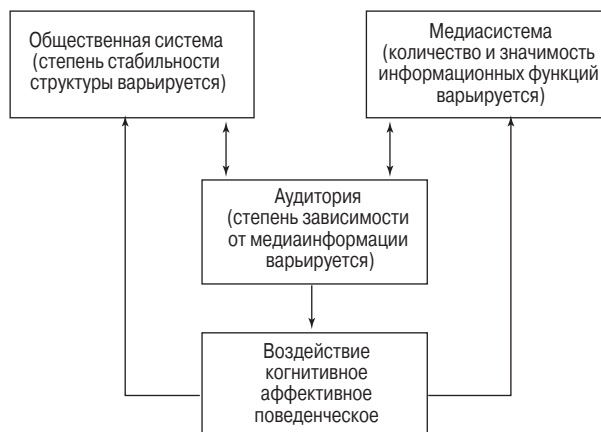 Общественная система
(степень стабильности
структуры варьируется)
Медиасистема
(количество и значимость
информационных функций
варьируется)
Аудитория
(степень зависимости
от медиаинформации
варьируется)
Воздействие
когнитивное
аффективное
поведенческое